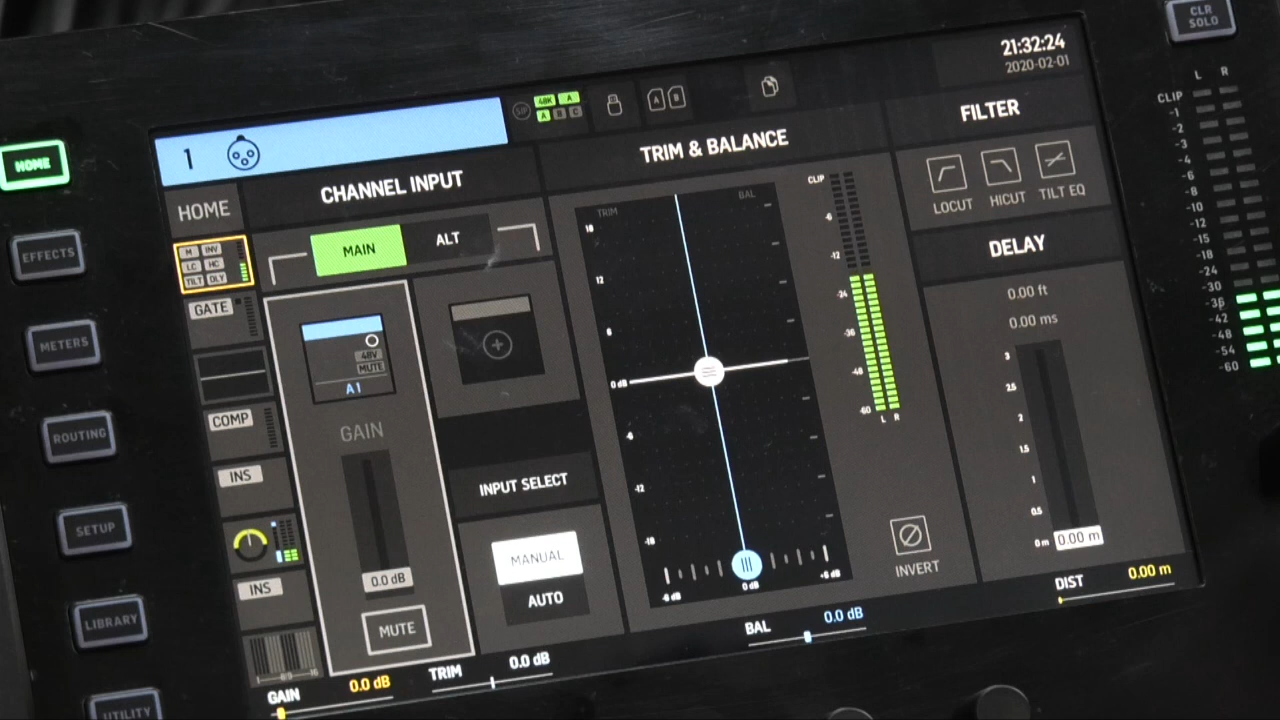 CLR
SOLO
21:32:24
2020-02-01
48K A
A B C
A B
1
HOME
EFFECTS
METERS
ROUTING
SETUP
LIBRARY
UTILITY
HOME
M INV
LC HC
TILT DLY
GATE
COMP
INS
INS
CHANNEL INPUT
MAIN
ALT
48V
MUTE
A1
GAIN
0.0 dB
MUTE
INPUT SELECT
MANUAL
AUTO
GAIN 0.0 dB
TRIM 0.0 dB
TRIM & BALANCE
TRIM
BAL
18
12
6
0 dB
-6
-12
-18
-6 dB
0 dB
-6 dB
CLIP
-6
-12
-24
-36
-48
-60
L R
INVERT
BAL 0.0 dB
FILTER
LOCUT
HICUT
TILT EQ
DELAY
0.00 ft
0.00 ms
3
2.5
2
1.5
1
0.5
0 m
0.00 m
DIST 0.00 m
L R
CLIP
-1
-2
-3
-4
-6
-8
-10
-12
-15
-18
-24
-30
-36
-42
-48
-54
-60